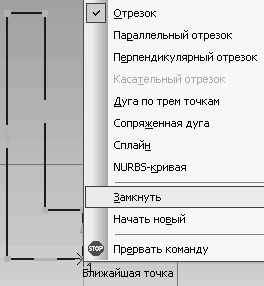 Отрезок
Параллельный отрезок
Перпендикулярный отрезок
Касательный отрезок
Дуга по трем точкам
Сопряженная дуга
Сплайн
NURBS-кривая
Замкнуть
Начать новый
STOP Прервать команду
Ближайшая точка